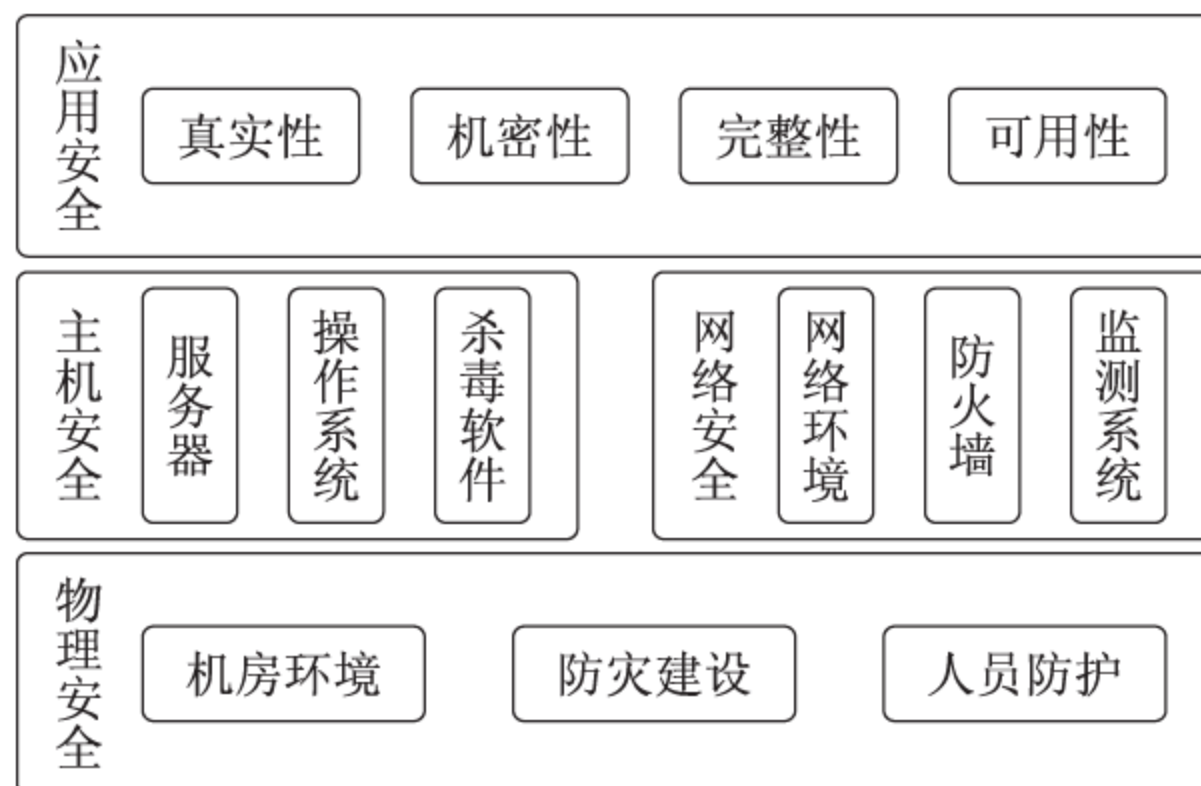 应用安全
真实性
机密性
完整性
可用性
主机安全
服务器
操作系统
杀毒软件
网络安全
网络环境
防火墙
监测系统
物理安全
机房环境
防灾建设
人员防护